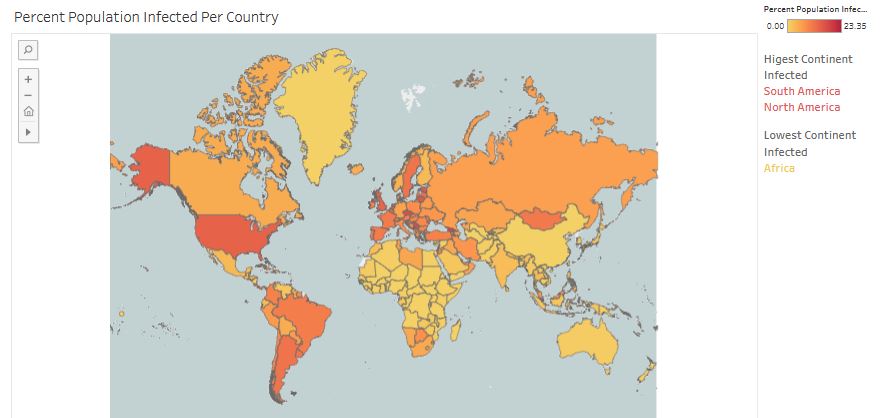 Percent Population Infected Per Country
Percent Population Infec...
0.00 23.35
Higest Continent
Infected
South America
North America
Lowest Continent
Infected
Africa